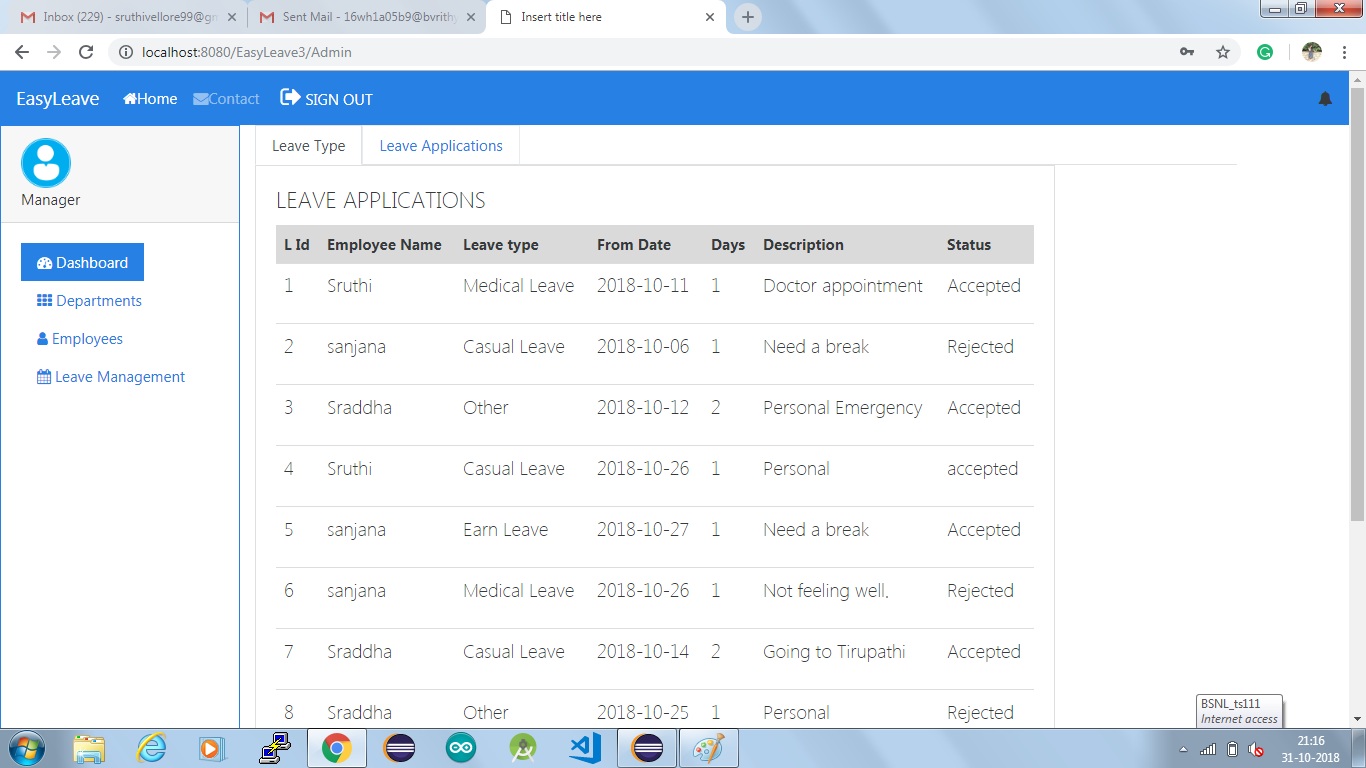 Inbox (229) - sruthivellore99@gm
Sent Mail - 16wh1a05b9@bvrithy
Insert title here
localhost:8080/EasyLeave3/Admin
EasyLeave Home Contact SIGN OUT
Manager
Dashboard
Departments
Employees
Leave Management
Leave Type Leave Applications
LEAVE APPLICATIONS
L Id Employee Name Leave type From Date Days Description Status
1 Sruthi Medical Leave 2018-10-11 1 Doctor appointment Accepted
2 sanjana Casual Leave 2018-10-06 1 Need a break Rejected
3 Sraddha Other 2018-10-12 2 Personal Emergency Accepted
4 Sruthi Casual Leave 2018-10-26 1 Personal accepted
5 sanjana Earn Leave 2018-10-27 1 Need a break Accepted
6 sanjana Medical Leave 2018-10-26 1 Not feeling well. Rejected
7 Sraddha Casual Leave 2018-10-14 2 Going to Tirupathi Accepted
8 Sraddha Other 2018-10-25 1 Personal Rejected
BSNL_ts111
Internet access
21:16
31-10-2018